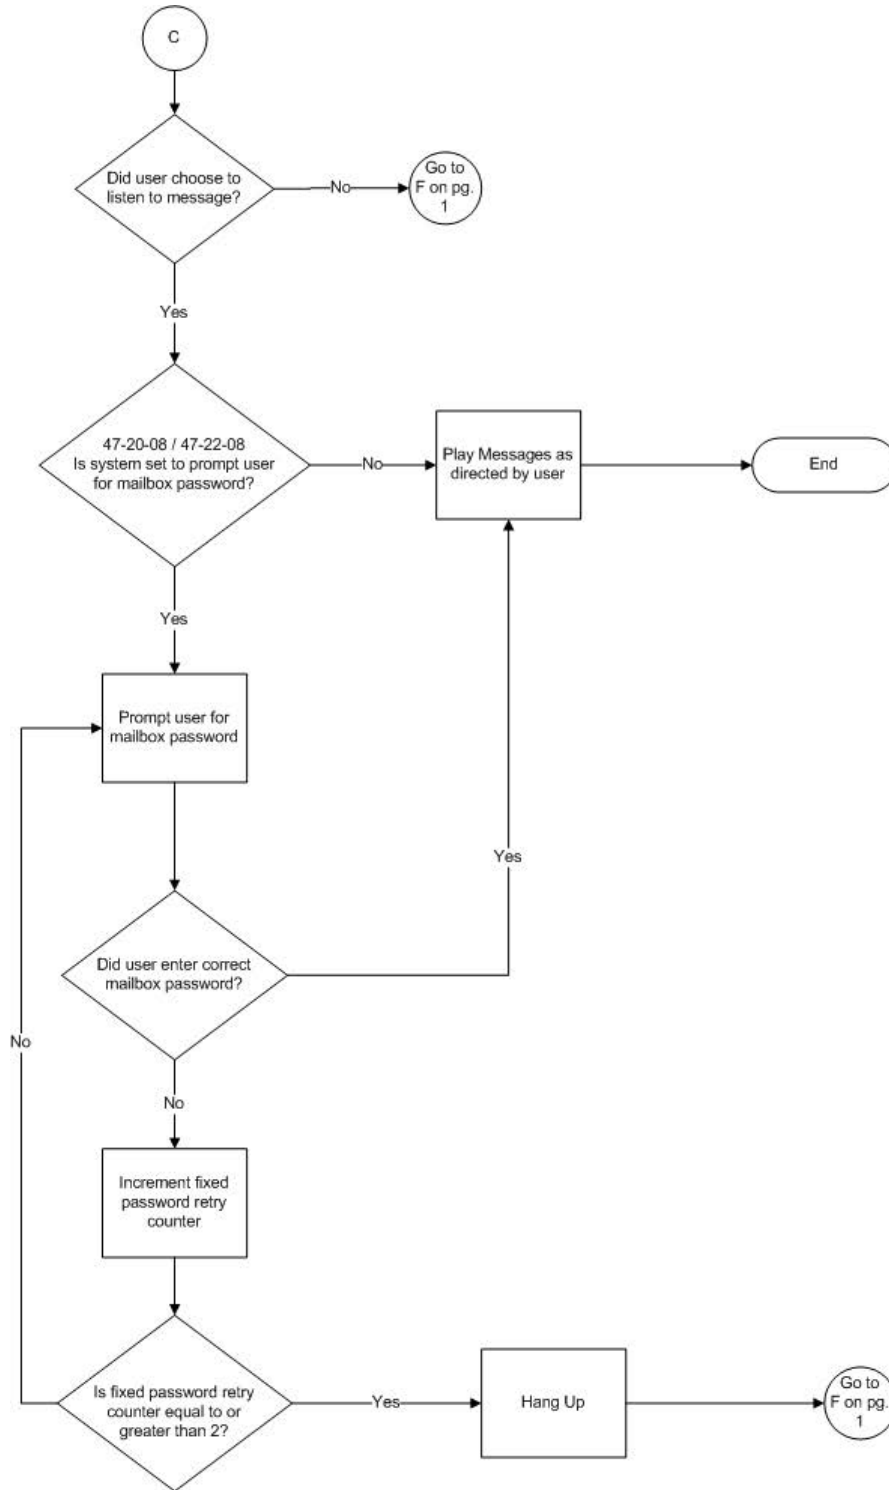 C
Did user choose to
listen to message?
No
Go to
F on pg.
1
Yes
47-20-08 / 47-22-08
Is system set to prompt user
for mailbox password?
No
Play Messages as
directed by user
End
Yes
Prompt user for
mailbox password
Yes
Did user enter correct
mailbox password?
No
No
Increment fixed
password retry
counter
Is fixed password retry
counter equal to or
greater than 2?
Yes
Hang Up
Go to
F on pg.
1